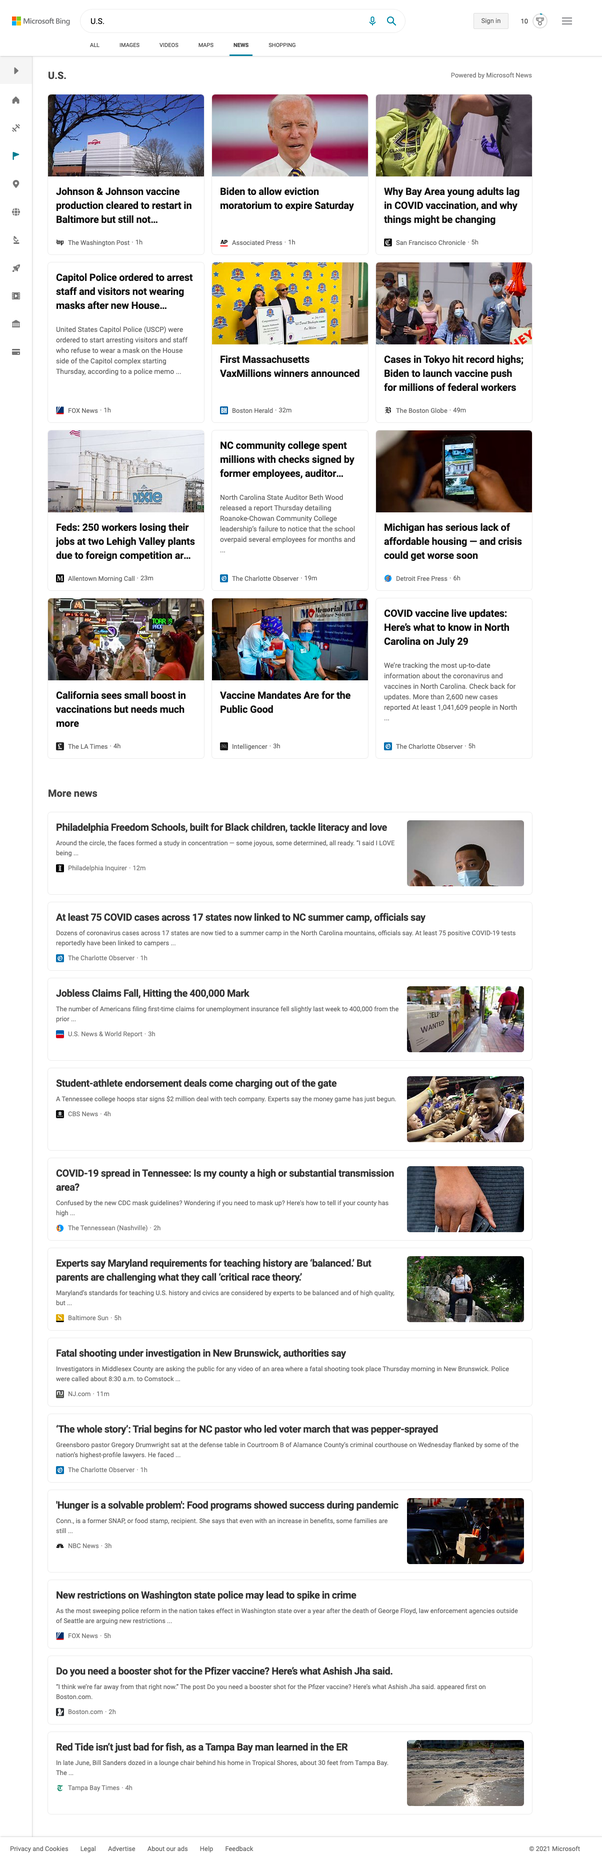 Microsoft Bing
U.S.
Sign in
10
ALL
IMAGES
VIDEOS
MAPS
NEWS
SHOPPING
U.S.
Powered by Microsoft News
Johnson & Johnson vaccine
production cleared to restart in
Baltimore but still not...
The Washington Post · 1h
Biden to allow eviction
moratorium to expire Saturday
Associated Press · 1h
Why Bay Area young adults lag
in COVID vaccination, and why
things might be changing
San Francisco Chronicle · 5h
Capitol Police ordered to arrest
staff and visitors not wearing
masks after new House...
United States Capitol Police (USCP) were
ordered to start arresting visitors and staff
who refuse to wear a mask on the House
side of the Capitol complex starting
Thursday, according to a police memo ...
FOX News · 1h
First Massachusetts
VaxMillions winners announced
Boston Herald · 32m
HEY
Cases in Tokyo hit record highs;
Biden to launch vaccine push
for millions of federal workers
The Boston Globe · 49m
dixie
Feds: 250 workers losing their
jobs at two Lehigh Valley plants
due to foreign competition ar...
Allentown Morning Call · 23m
NC community college spent
millions with checks signed by
former employees, auditor...
North Carolina State Auditor Beth Wood
released a report Thursday detailing
Roanoke-Chowan Community College
leadership's failure to notice that the school
overpaid several employees for months and
...
The Charlotte Observer · 19m
Michigan has serious lack of
affordable housing — and crisis
could get worse soon
Detroit Free Press · 6h
California sees small boost in
vaccinations but needs much
more
The LA Times · 4h
Memorial
Vaccine Mandates Are for the
Public Good
Intelligencer · 3h
COVID vaccine live updates:
Here's what to know in North
Carolina on July 29
We're tracking the most up-to-date
information about the coronavirus and
vaccines in North Carolina. Check back for
updates. More than 2,600 new cases
reported At least 1,041,609 people in North
...
The Charlotte Observer · 5h
More news
Philadelphia Freedom Schools, built for Black children, tackle literacy and love
Around the circle, the faces formed a study in concentration — some joyous, some determined, all ready. "I said I LOVE
being ...
Philadelphia Inquirer · 12m
At least 75 COVID cases across 17 states now linked to NC summer camp, officials say
Dozens of coronavirus cases across 17 states are now tied to a summer camp in the North Carolina mountains, officials say. At least 75 positive COVID-19 tests
reportedly have been linked to campers ...
The Charlotte Observer · 1h
Jobless Claims Fall, Hitting the 400,000 Mark
The number of Americans filing first-time claims for unemployment insurance fell slightly last week to 400,000 from the
prior ...
U.S. News & World Report · 3h
HELP
WANTED
Student-athlete endorsement deals come charging out of the gate
A Tennessee college hoops star signs $2 million deal with tech company. Experts say the money game has just begun.
CBS News · 4h
COVID-19 spread in Tennessee: Is my county a high or substantial transmission
area?
Confused by the new CDC mask guidelines? Wondering if you need to mask up? Here's how to tell if your county has
high ...
The Tennessean (Nashville) · 2h
Experts say Maryland requirements for teaching history are 'balanced.' But
parents are challenging what they call 'critical race theory.'
Maryland's standards for teaching U.S. history and civics are considered by experts to be balanced and of high quality,
but ...
Baltimore Sun · 5h
Fatal shooting under investigation in New Brunswick, authorities say
Investigators in Middlesex County are asking the public for any video of an area where a fatal shooting took place Thursday morning in New Brunswick. Police
were called about 8:30 a.m. to Comstock ...
NJ.com · 11m
'The whole story': Trial begins for NC pastor who led voter march that was pepper-sprayed
Greensboro pastor Gregory Drumwright sat at the defense table in Courtroom B of Alamance County's criminal courthouse on Wednesday flanked by some of the
nation's highest-profile lawyers. He faced ...
The Charlotte Observer · 1h
'Hunger is a solvable problem': Food programs showed success during pandemic
Conn., is a former SNAP, or food stamp, recipient. She says that even with an increase in benefits, some families are
still ...
NBC News · 3h
New restrictions on Washington state police may lead to spike in crime
As the most sweeping police reform in the nation takes effect in Washington state over a year after the death of George Floyd, law enforcement agencies outside
of Seattle are arguing new restrictions ...
FOX News · 5h
Do you need a booster shot for the Pfizer vaccine? Here's what Ashish Jha said.
"I think we're far away from that right now." The post Do you need a booster shot for the Pfizer vaccine? Here's what Ashish Jha said. appeared first on
Boston.com.
Boston.com · 2h
Red Tide isn't just bad for fish, as a Tampa Bay man learned in the ER
In late June, Bill Sanders dozed in a lounge chair behind his home in Tropical Shores, about 30 feet from Tampa Bay.
The ...
Tampa Bay Times · 4h
Privacy and Cookies
Legal
Advertise
About our ads
Help
Feedback
© 2021 Microsoft